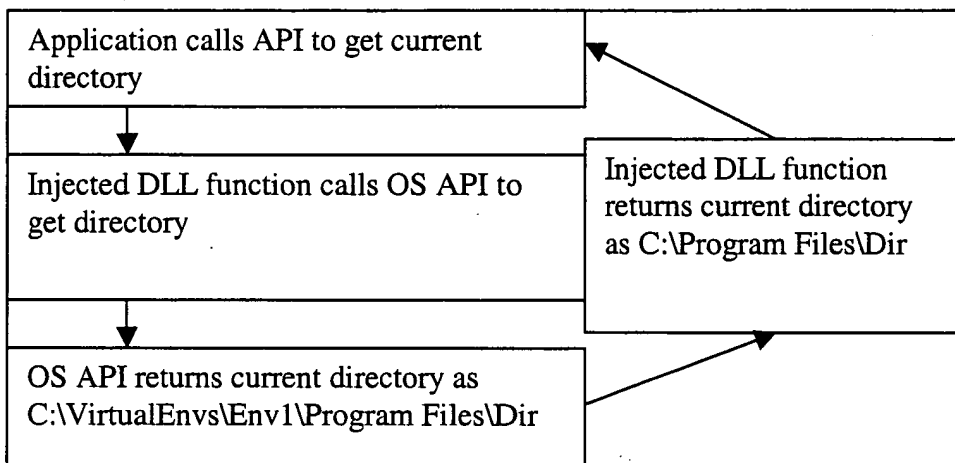 Application calls API to get current
directory
Injected DLL function calls OS API to
get directory
Injected DLL function
returns current directory
as C:\Program Files\Dir
OS API returns current directory as
C:\VirtualEnvs\Env1\Program Files\Dir